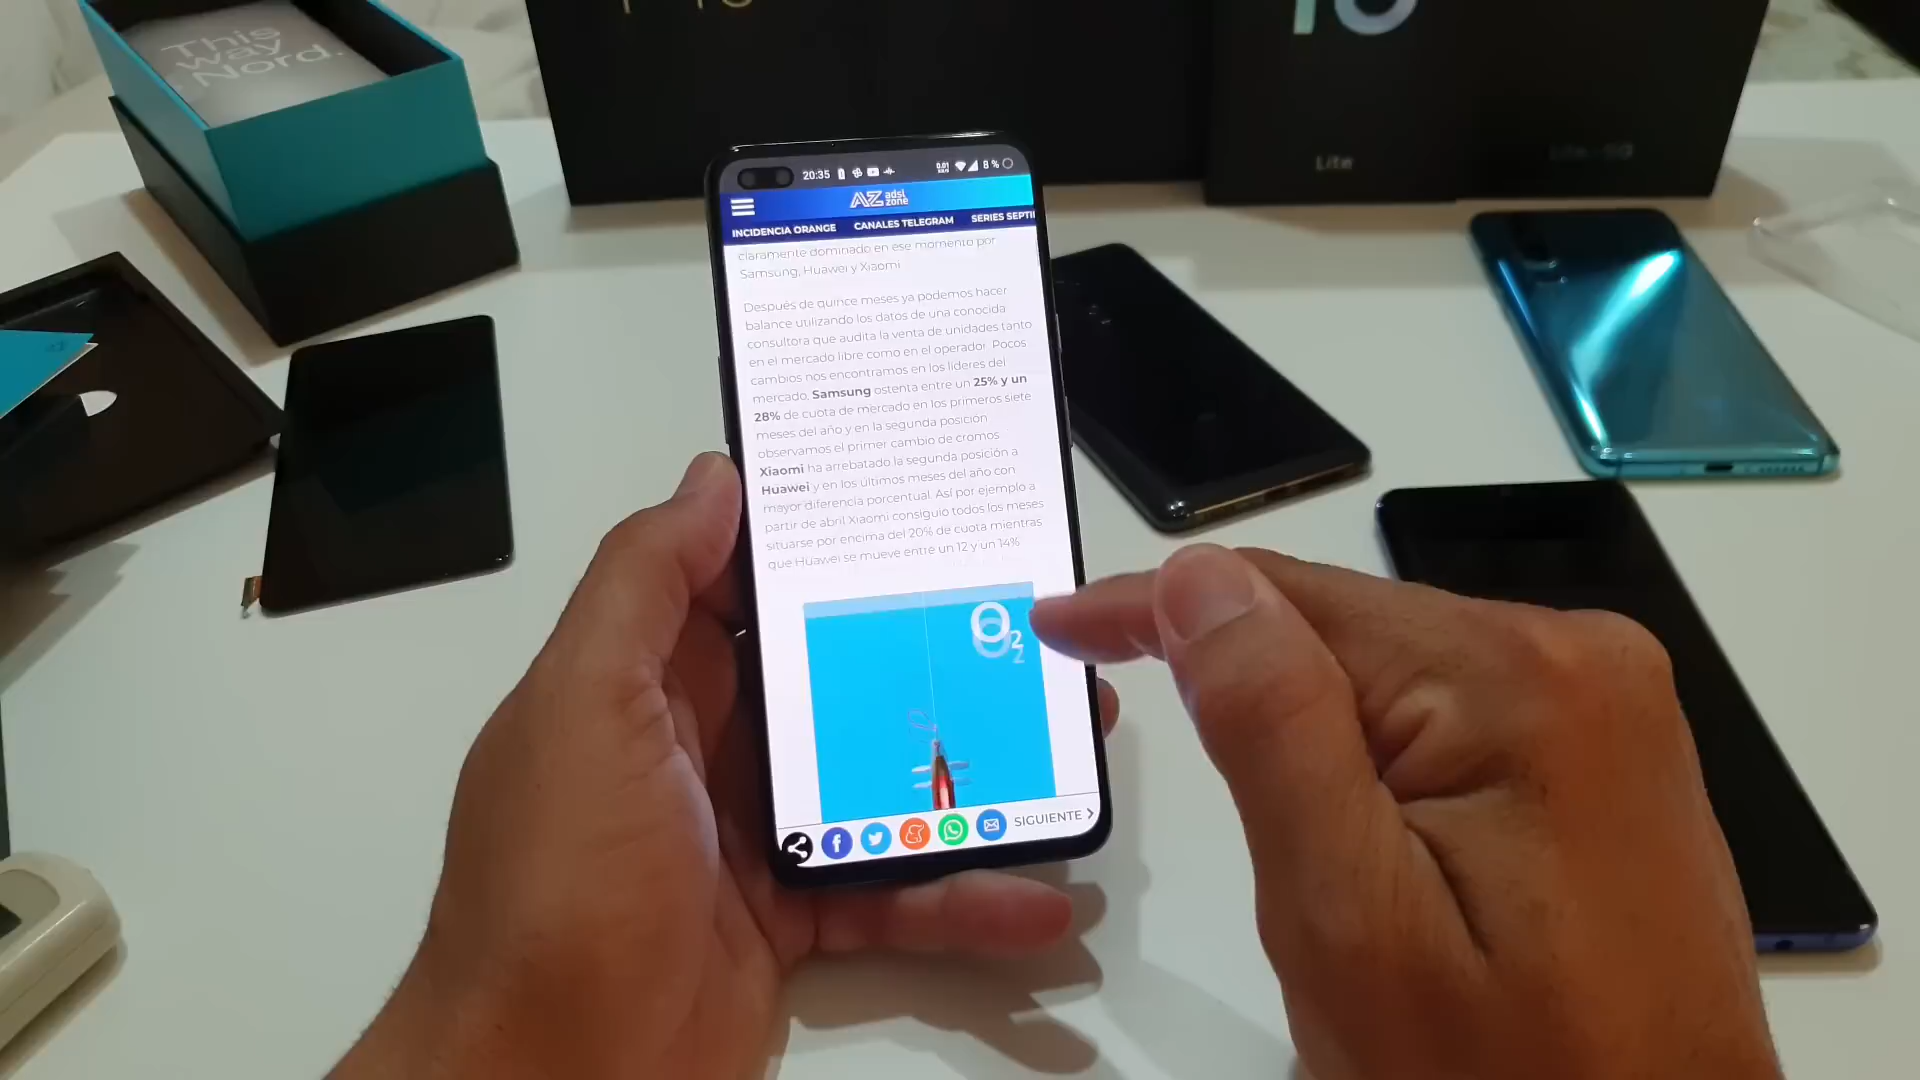 This
way
Nord.
10
Lite
20:35
0.01
8 %
AZ adsl
zone
INCIDENCIA ORANGE CANALES TELEGRAM SERIES SEPTI
claramente dominado en ese momento por
Samsung, Huawei y Xiaomi
Después de quince meses ya podemos hacer
balance utilizando los datos de una conocida
consultora que audita la venta de unidades tanto
en el mercado libre como en el operador. Pocos
cambios nos encontramos en los líderes del
mercado, Samsung ostenta entre un 25% y un
28% de cuota de mercado en los primeros siete
meses del año y en la segunda posición
observamos el primer cambio de cromos
Xiaomi ha arrebatado la segunda posición a
Huawei y en los últimos meses del año con
mayor diferencia porcentual. Así por ejemplo a
partir de abril Xiaomi consiguió todos los meses
situarse por encima del 20% de cuota mientras
que Huawei se mueve entre un 12 y un 14%
O2
SIGUIENTE